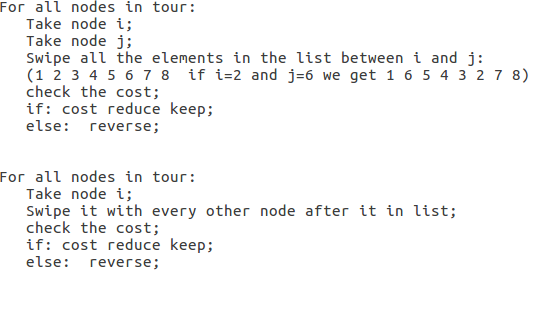 For all nodes in tour:
Take node i;
Take node j;
Swipe all the elements in the list between i and j:
(1 2 3 4 5 6 7 8  if i=2 and j=6 we get 1 6 5 4 3 2 7 8)
check the cost;
if: cost reduce keep;
else:  reverse;
For all nodes in tour:
Take node i;
Swipe it with every other node after it in list;
check the cost;
if: cost reduce keep;
else:  reverse;